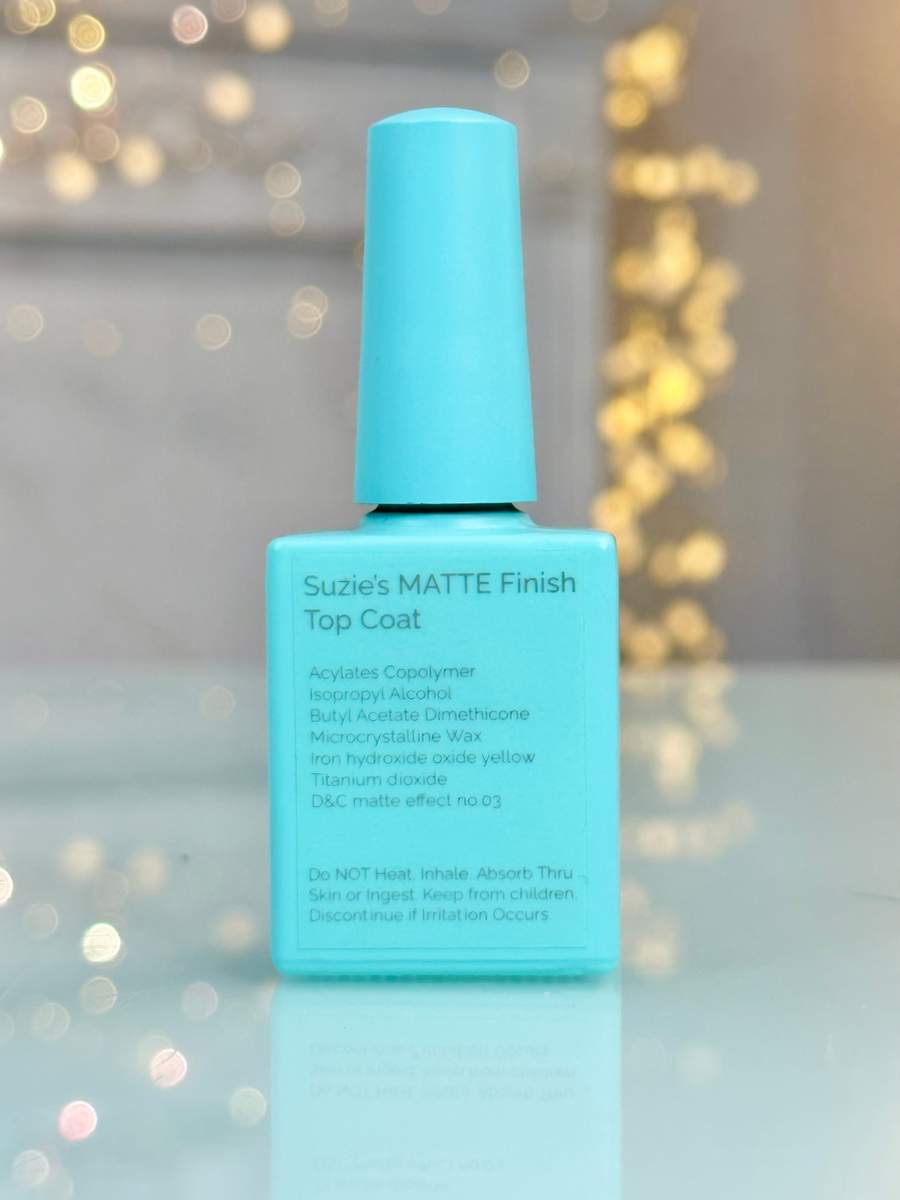 Suzie's MATTE Finish
Top Coat
Acylates Copolymer
Isopropyl Alcohol
Butyl Acetate Dimethicone
Microcrystalline Wax
Iron hydroxide oxide yellow
Titanium dioxide
D&C matte effect no.03
Do NOT Heat. Inhale. Absorb Thru
Skin or Ingest. Keep from children.
Discontinue if Irritation Occurs.